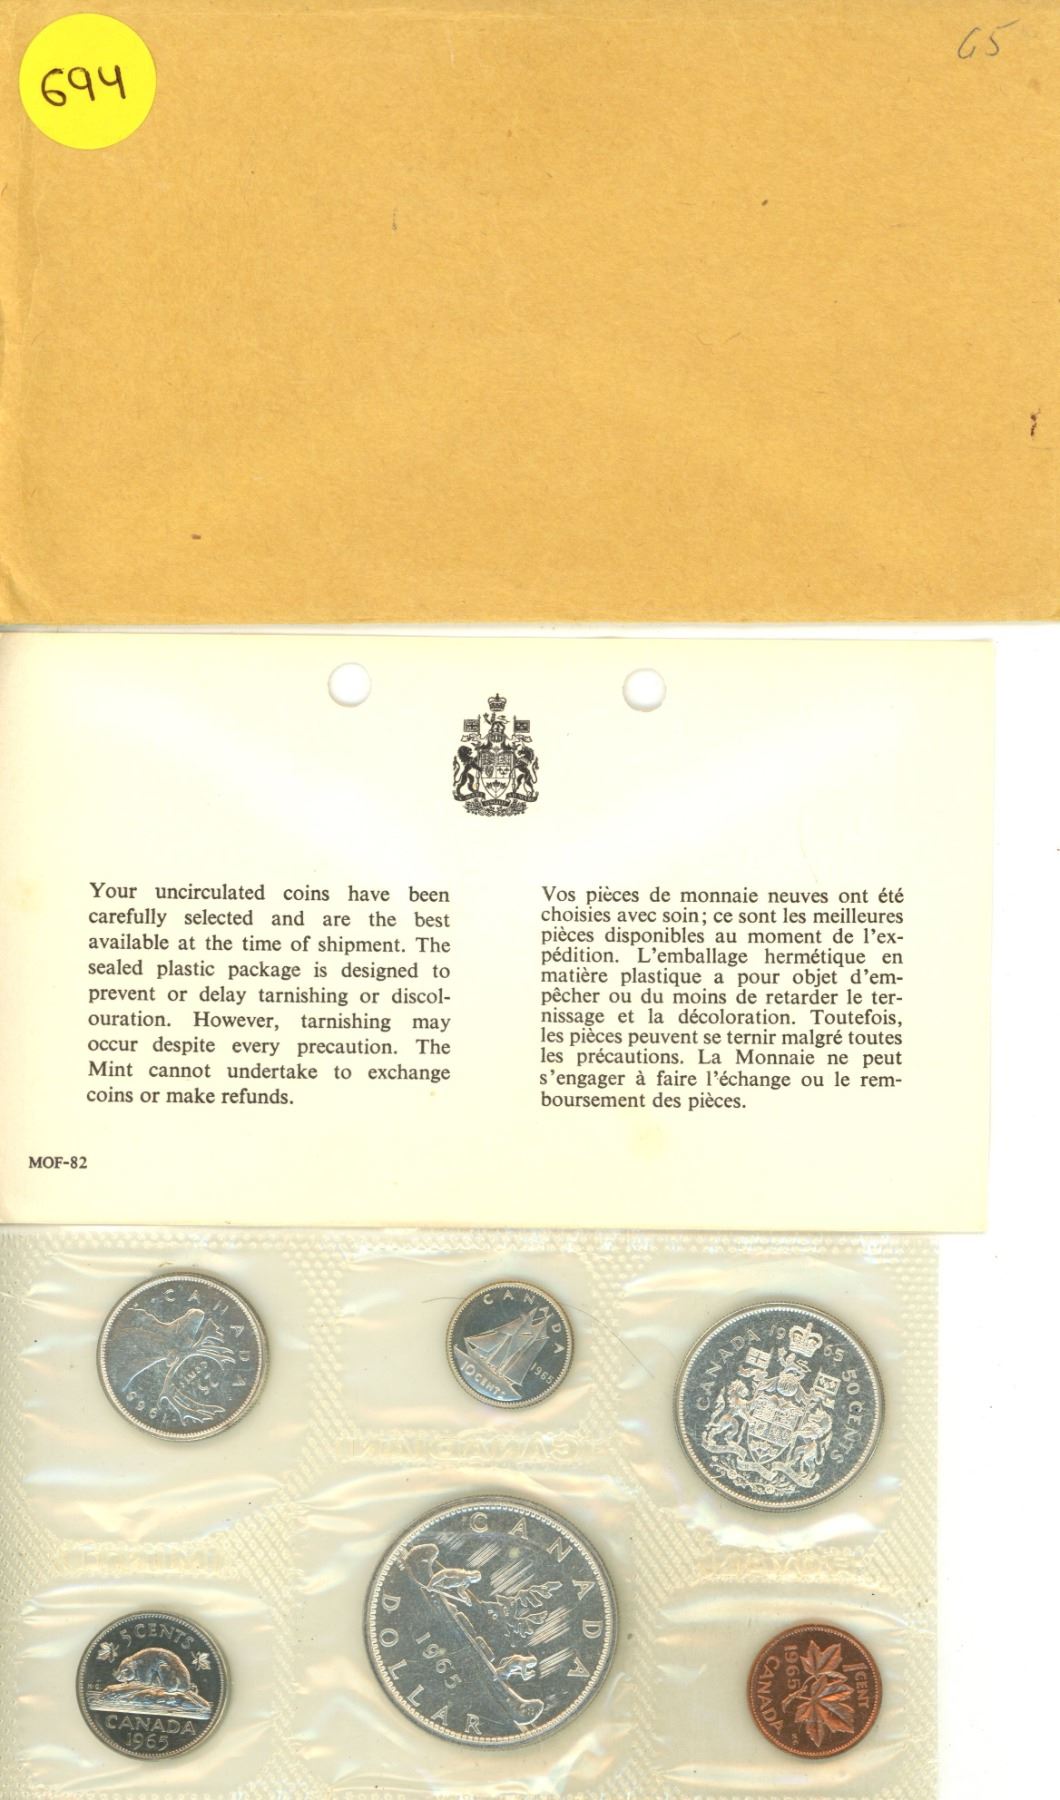 694
65
Your uncirculated coins have been
carefully selected and are the best
available at the time of shipment. The
sealed plastic package is designed to
prevent or delay tarnishing or discol-
ouration. However, tarnishing may
occur despite every precaution. The
Mint cannot undertake to exchange
coins or make refunds.
Vos pièces de monnaie neuves ont été
choisies avec soin; ce sont les meilleures
pièces disponibles au moment de l'ex-
pédition. L'emballage hermétique en
matière plastique a pour objet d'em-
pêcher ou du moins de retarder le ter-
nissage et la décoloration. Toutefois,
les pièces peuvent se ternir malgré toutes
les précautions. La Monnaie ne peut
s'engager à faire l'échange ou le rem-
boursement des pièces.
MOF-82
CANADA
25
CENTS
1965
CANADA
1965
10 CENTS
CANADA 1965 50 CENTS
5 CENTS
CANADA
1965
CANADA
1965
DOLLAR
1 CENT
1965
CANADA